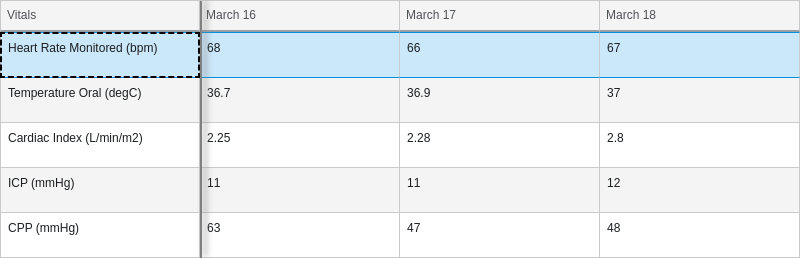 Vitals March 16 March 17 March 18
Heart Rate Monitored (bpm) 68 66 67
Temperature Oral (degC) 36.7 36.9 37
Cardiac Index (L/min/m2) 2.25 2.28 2.8
ICP (mmHg) 11 11 12
CPP (mmHg) 63 47 48